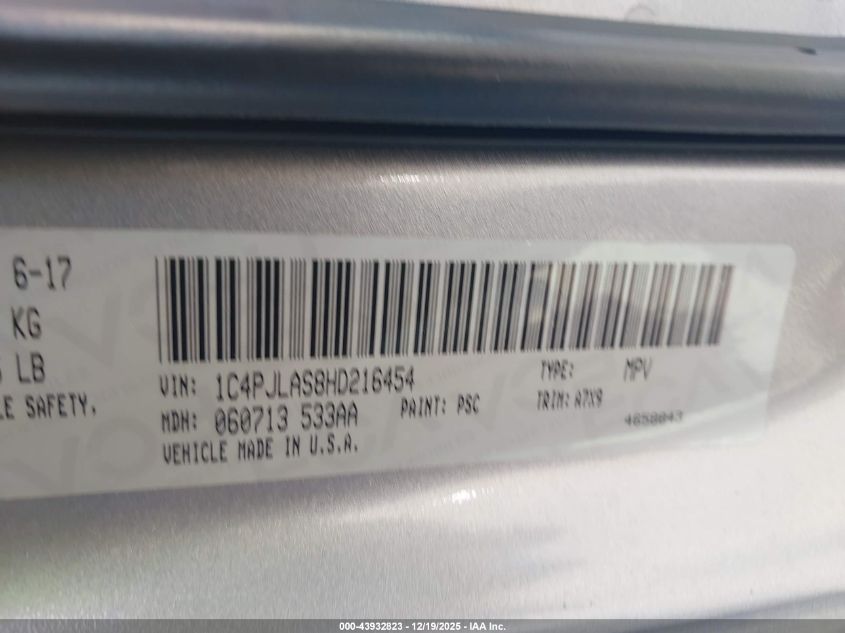 6-17
KG
LB
LE SAFETY.
VIN: 1C4PJLAS8HD216454
TYPE: MPV
MDH: 060713 533AA
PAINT: PSC
TRIM: A7X9
VEHICLE MADE IN U.S.A.
4658043
000-43932823 - 12/19/2025 - IAA Inc.